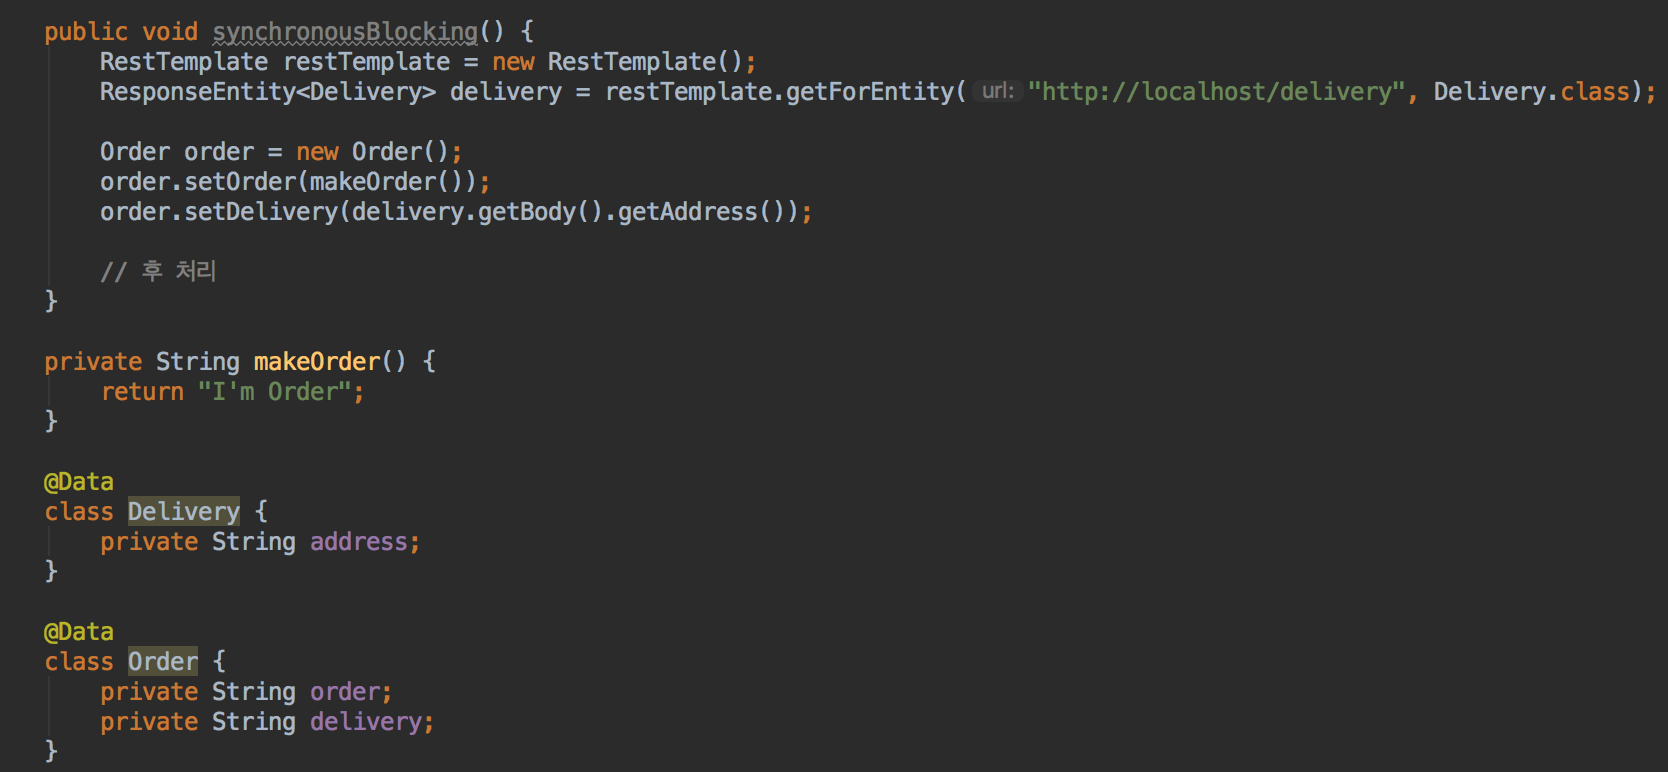 public void synchronousBlocking() {
    RestTemplate restTemplate = new RestTemplate();
    ResponseEntity<Delivery> delivery = restTemplate.getForEntity( url: "http://localhost/delivery", Delivery.class);
    Order order = new Order();
    order.setOrder(makeOrder());
    order.setDelivery(delivery.getBody().getAddress());
    // 후 처리
}
private String makeOrder() {
    return "I'm Order";
}
@Data
class Delivery {
    private String address;
}
@Data
class Order {
    private String order;
    private String delivery;
}